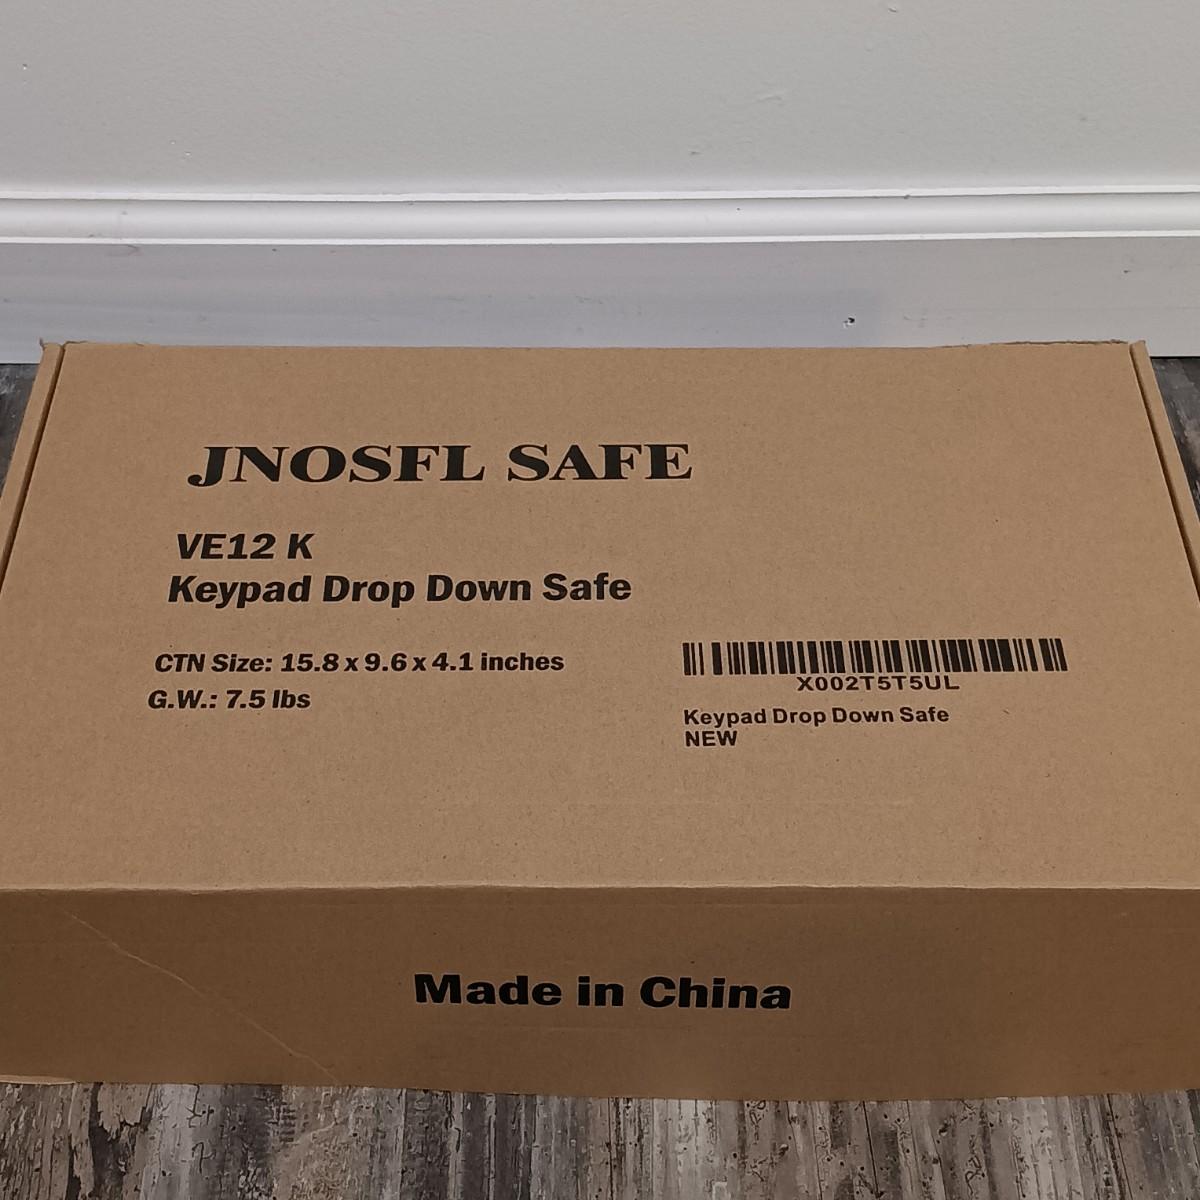 JNOSFL SAFE
VE12 K
Keypad Drop Down Safe
CTN Size: 15.8 x 9.6 x 4.1 inches
G.W.: 7.5 lbs
X002T5T5UL
Keypad Drop Down Safe
NEW
Made in China